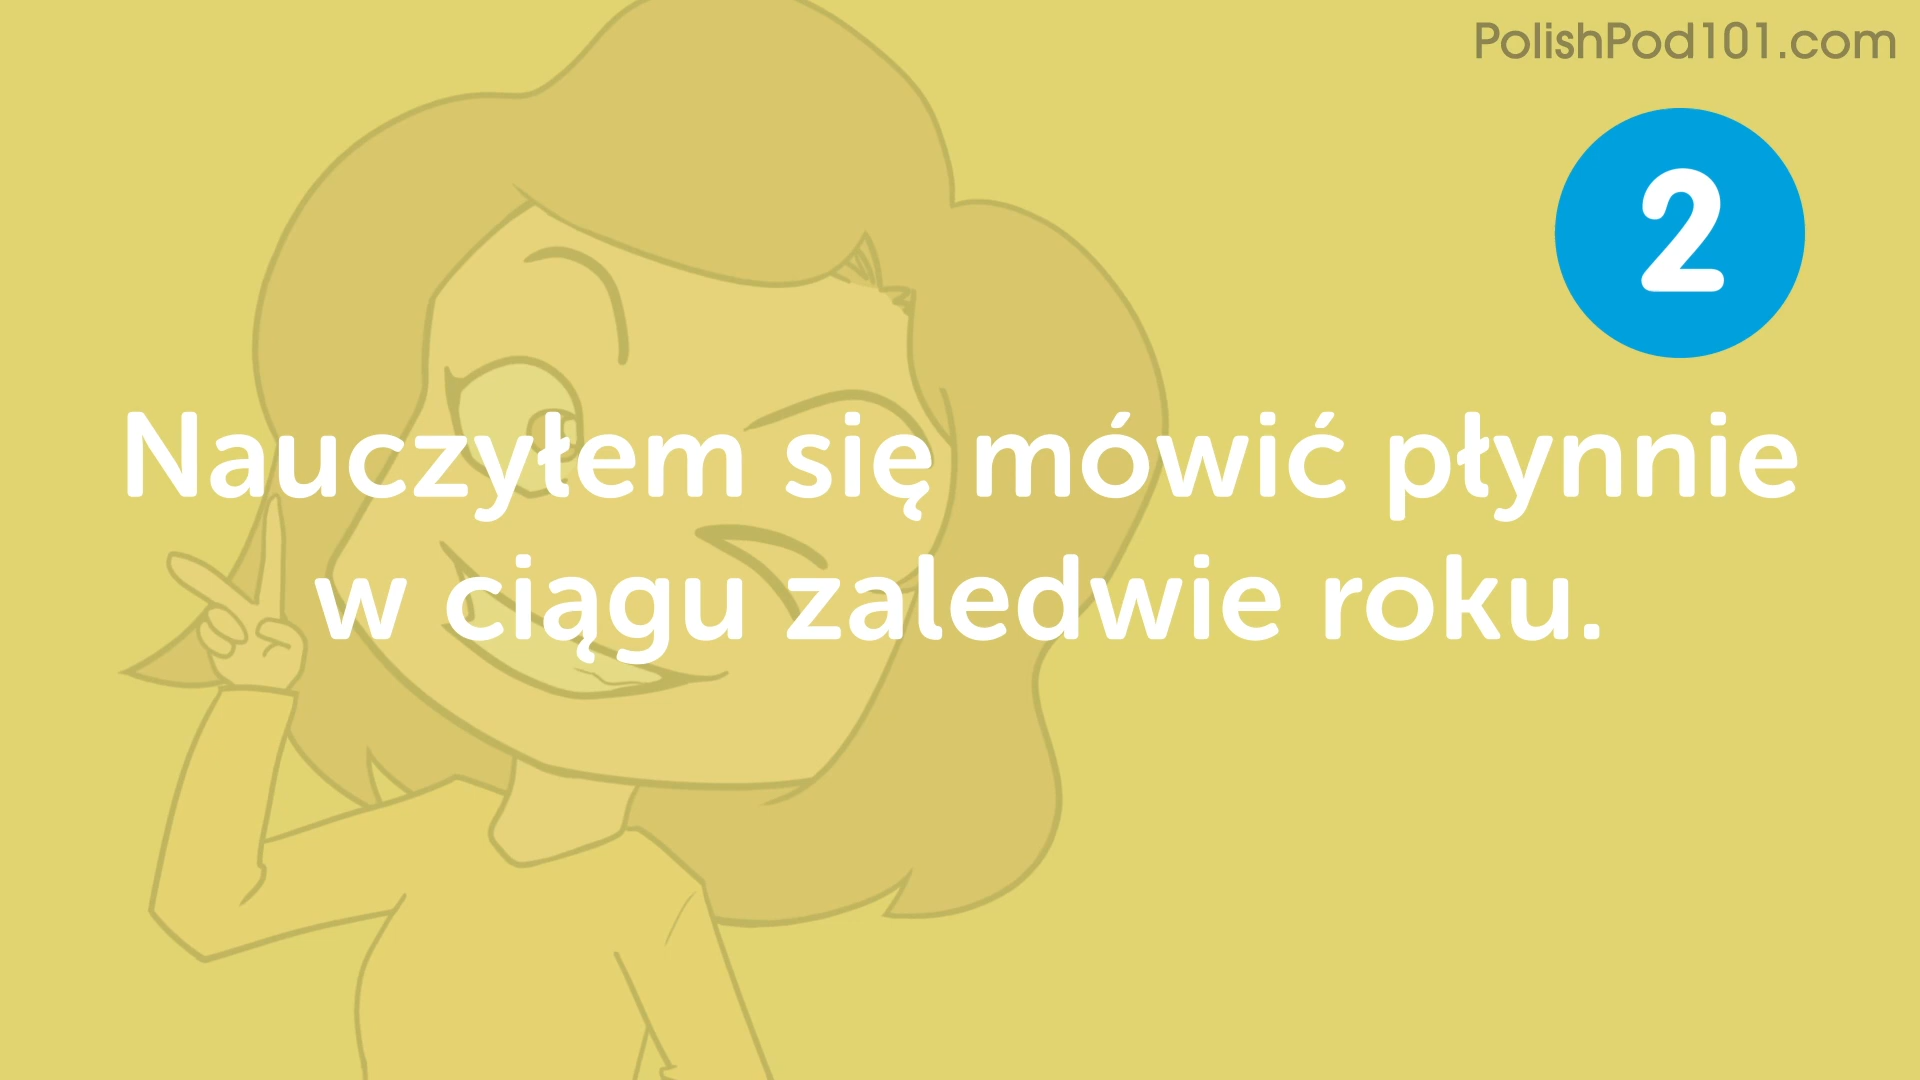 PolishPod101.com
2
Nauczyłem się mówić płynnie
w ciągu zaledwie roku.